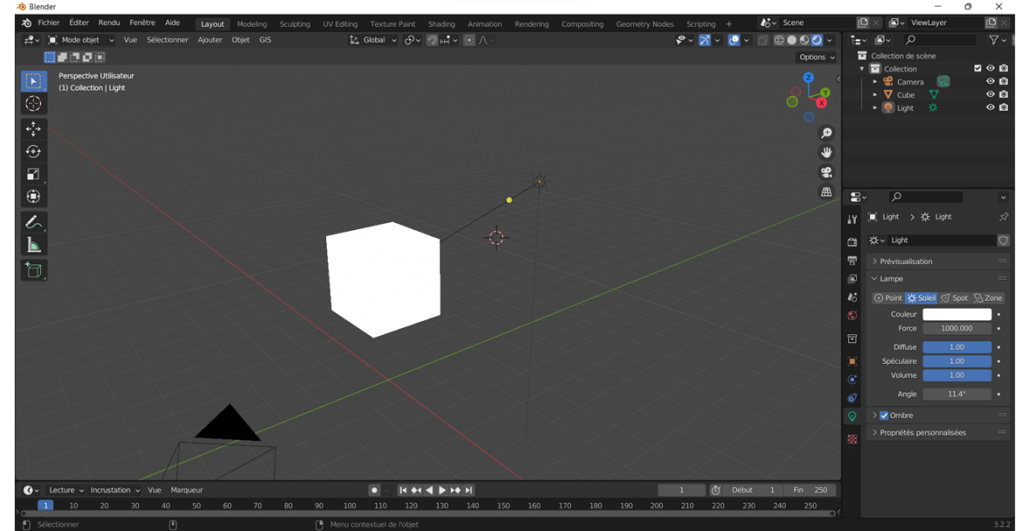 Blender
Fichier Éditer Rendu Fenêtre Aide Layout Modeling Sculpting UV Editing Texture Paint Shading Animation Rendering Compositing Geometry Nodes Scripting + Scene ViewLayer
Mode objet Vue Sélectionner Ajouter Objet GIS Global
Options
Perspective Utilisateur
(1) Collection | Light
Z
Y
X
Collection de scène
Collection
Camera
Cube
Light
Light > Light
Light
Prévisualisation
Lampe
Point Soleil Spot Zone
Couleur
Force 1000.000
Diffuse 1.00
Spéculaire 1.00
Volume 1.00
Angle 11.4°
Ombre
Propriétés personnalisées
Lecture Incrustation Vue Marqueur 1 Début 1 Fin 250
1 10 20 30 40 50 60 70 80 90 100 110 120 130 140 150 160 170 180 190 200 210 220 230 240 250
Sélectionner Menu contextuel de l'objet 3.2.2